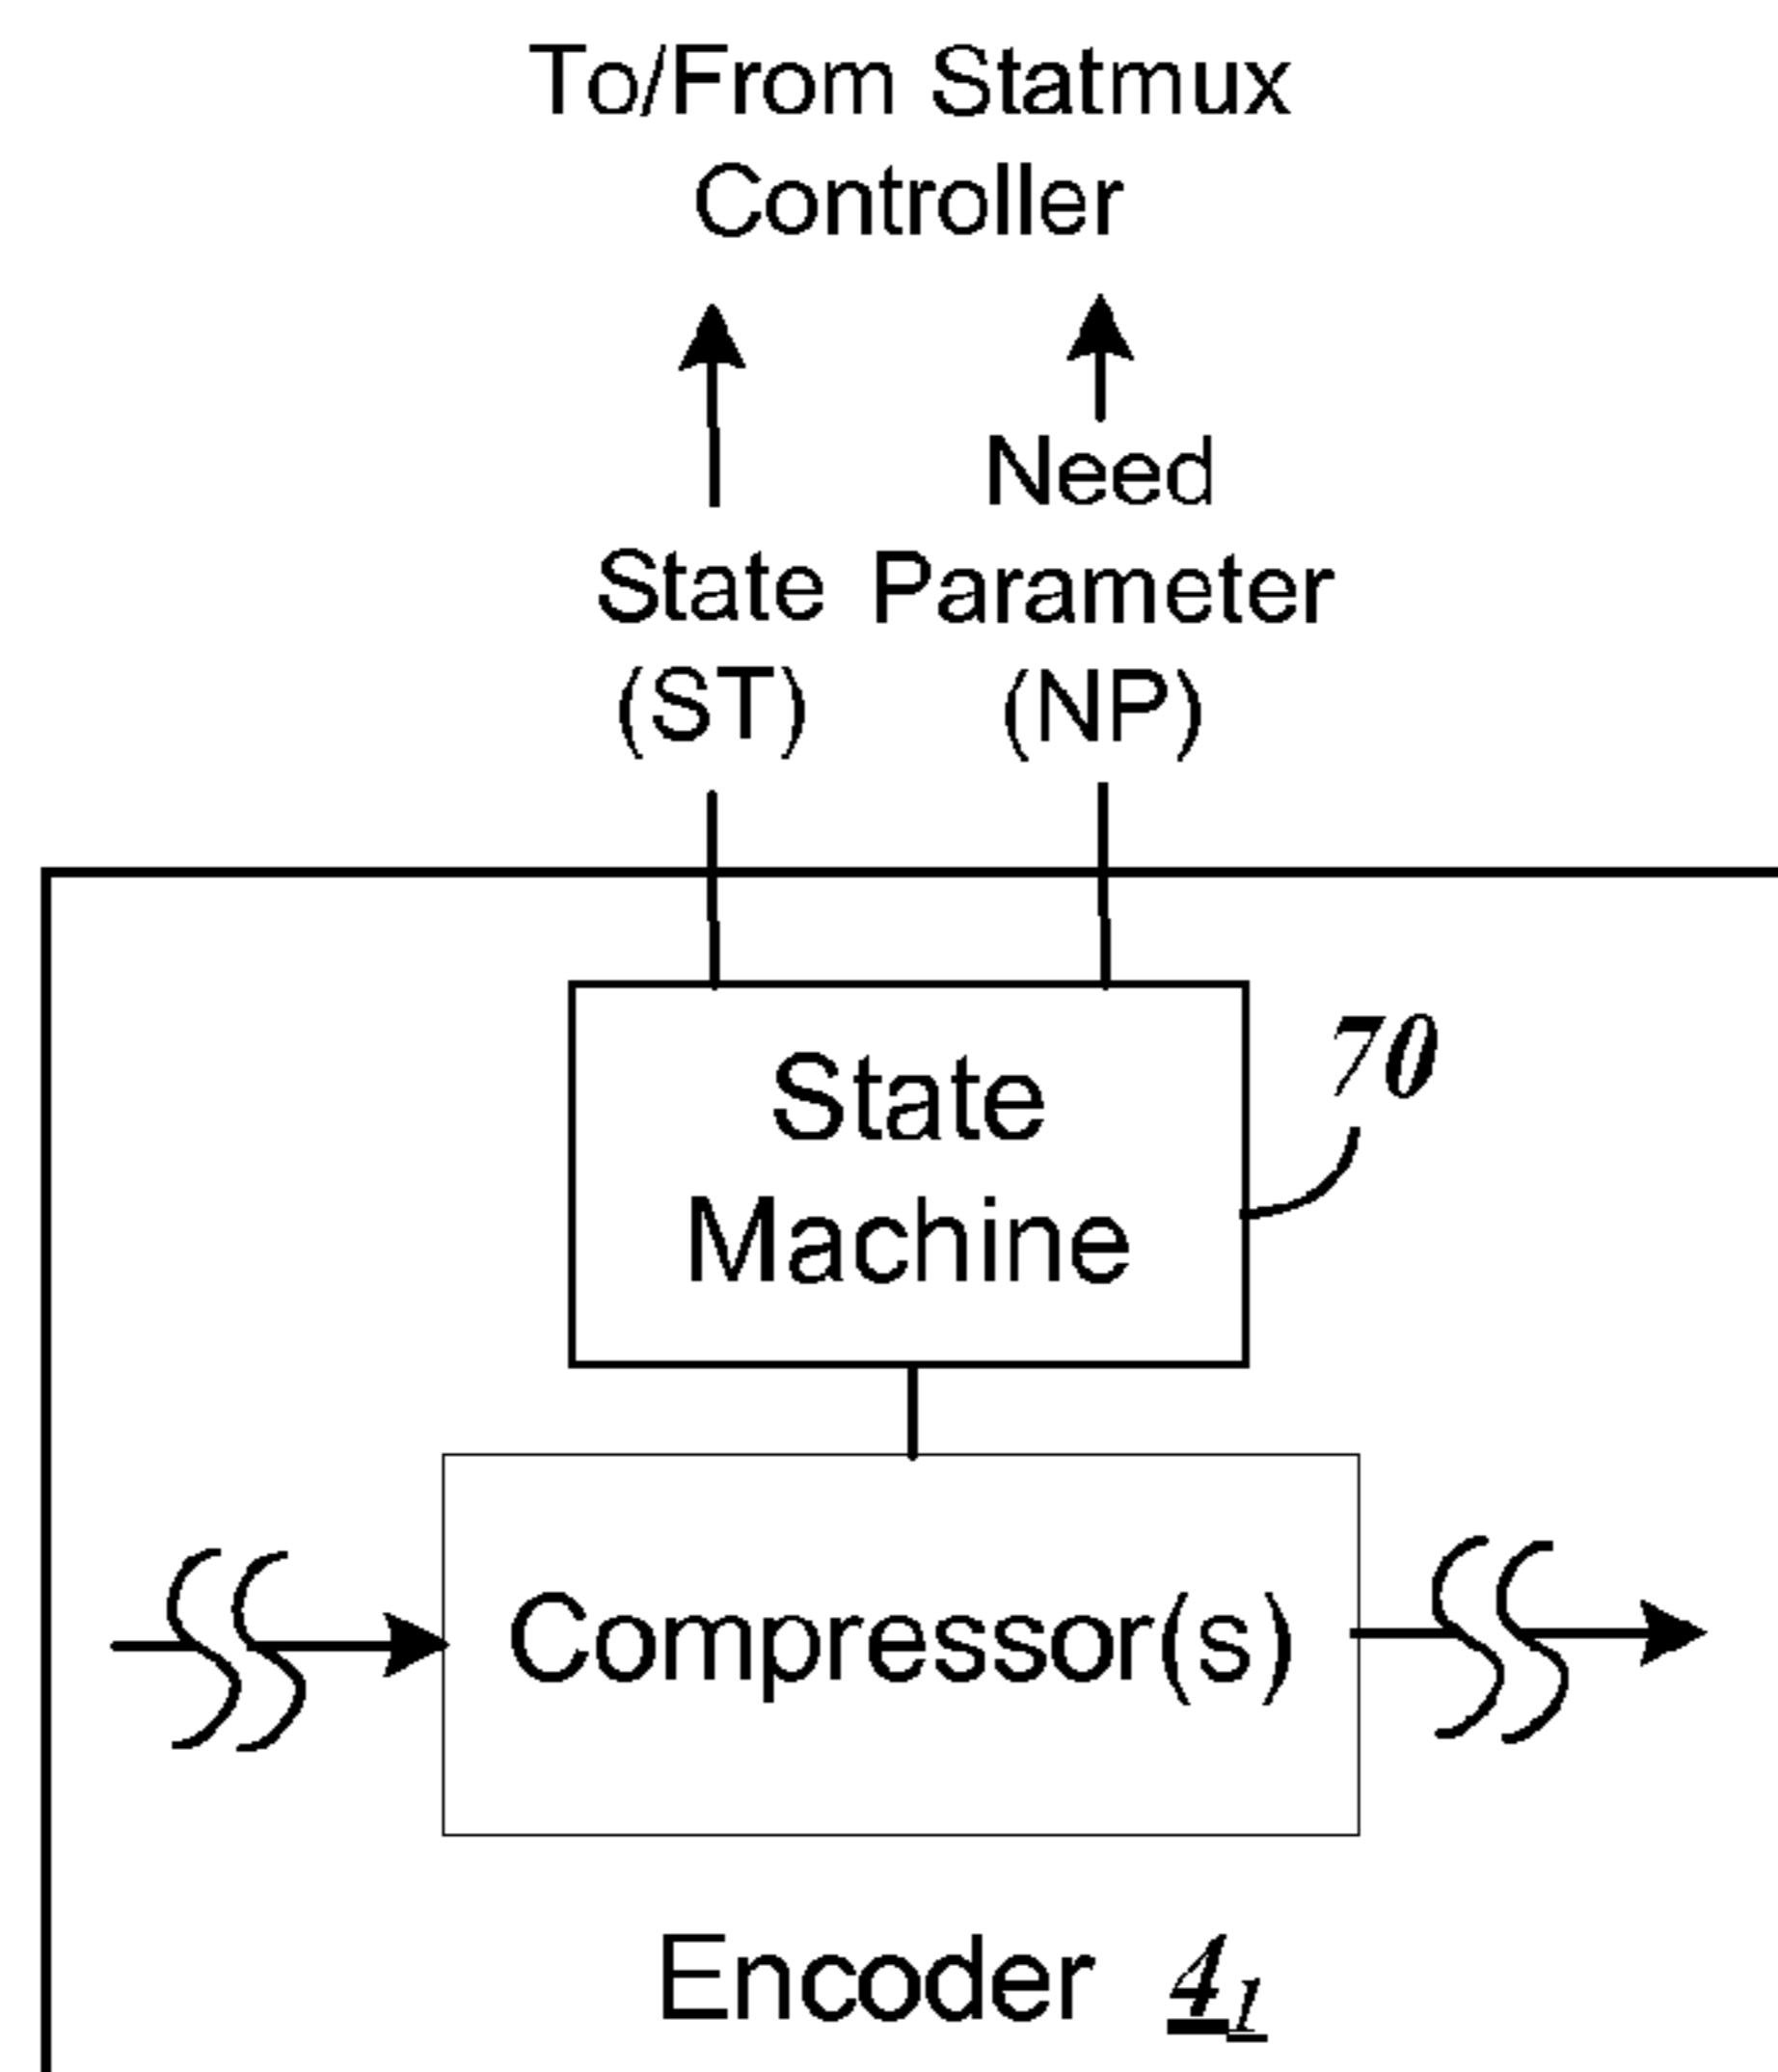 To/From Statmux
Controller
Need
State Parameter
(ST) (NP)
State
Machine
70
Compressor(s)
Encoder 4₁